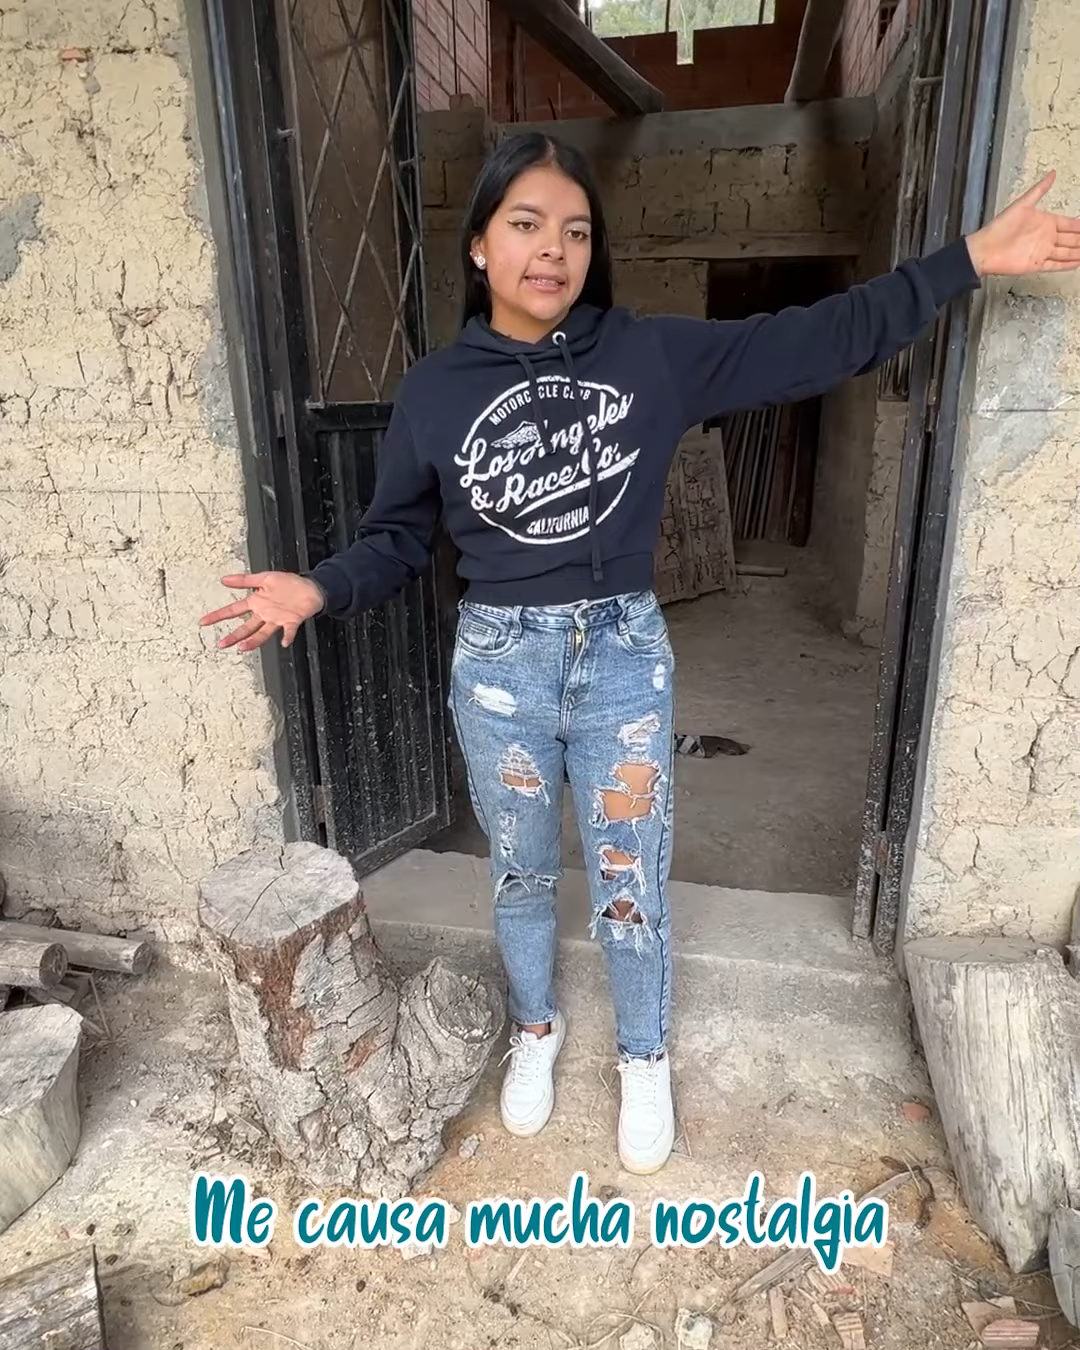 MOTORCYCLE CLUB
Los Angeles
& Race Co.
CALIFORNIA
Me causa mucha nostalgia